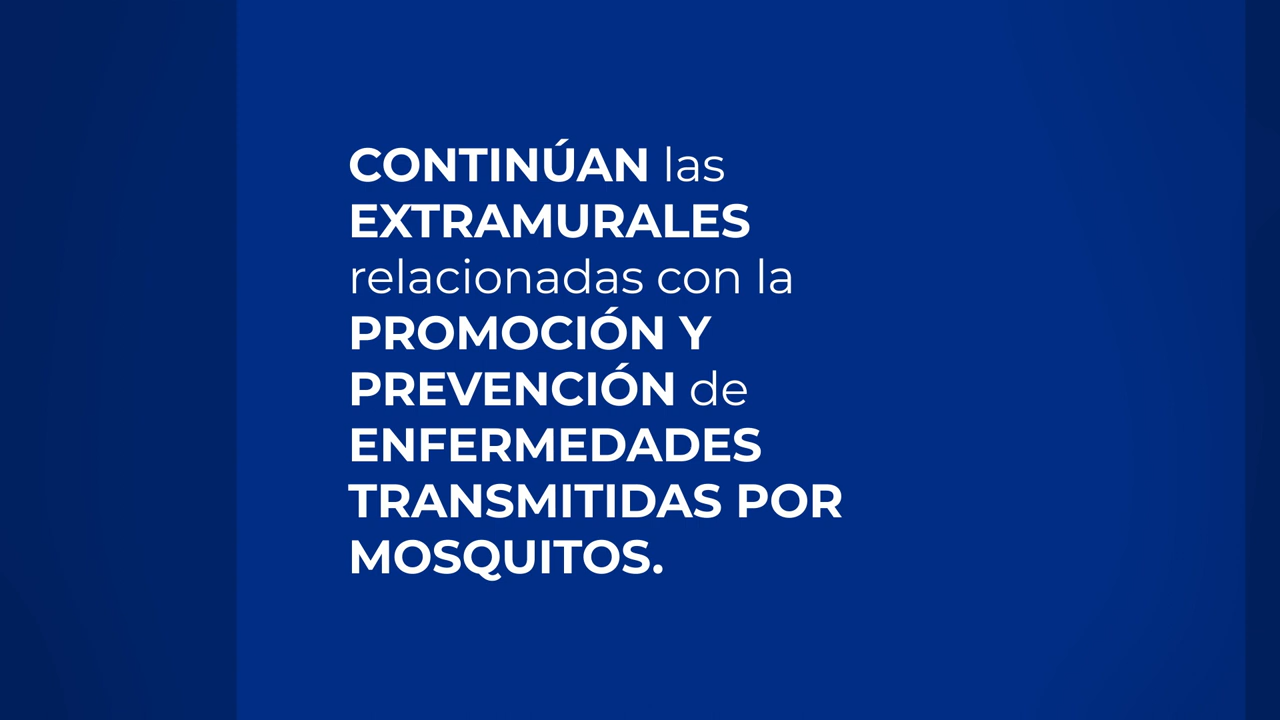 CONTINÚAN las
EXTRAMURALES
relacionadas con la
PROMOCIÓN Y
PREVENCIÓN de
ENFERMEDADES
TRANSMITIDAS POR
MOSQUITOS.